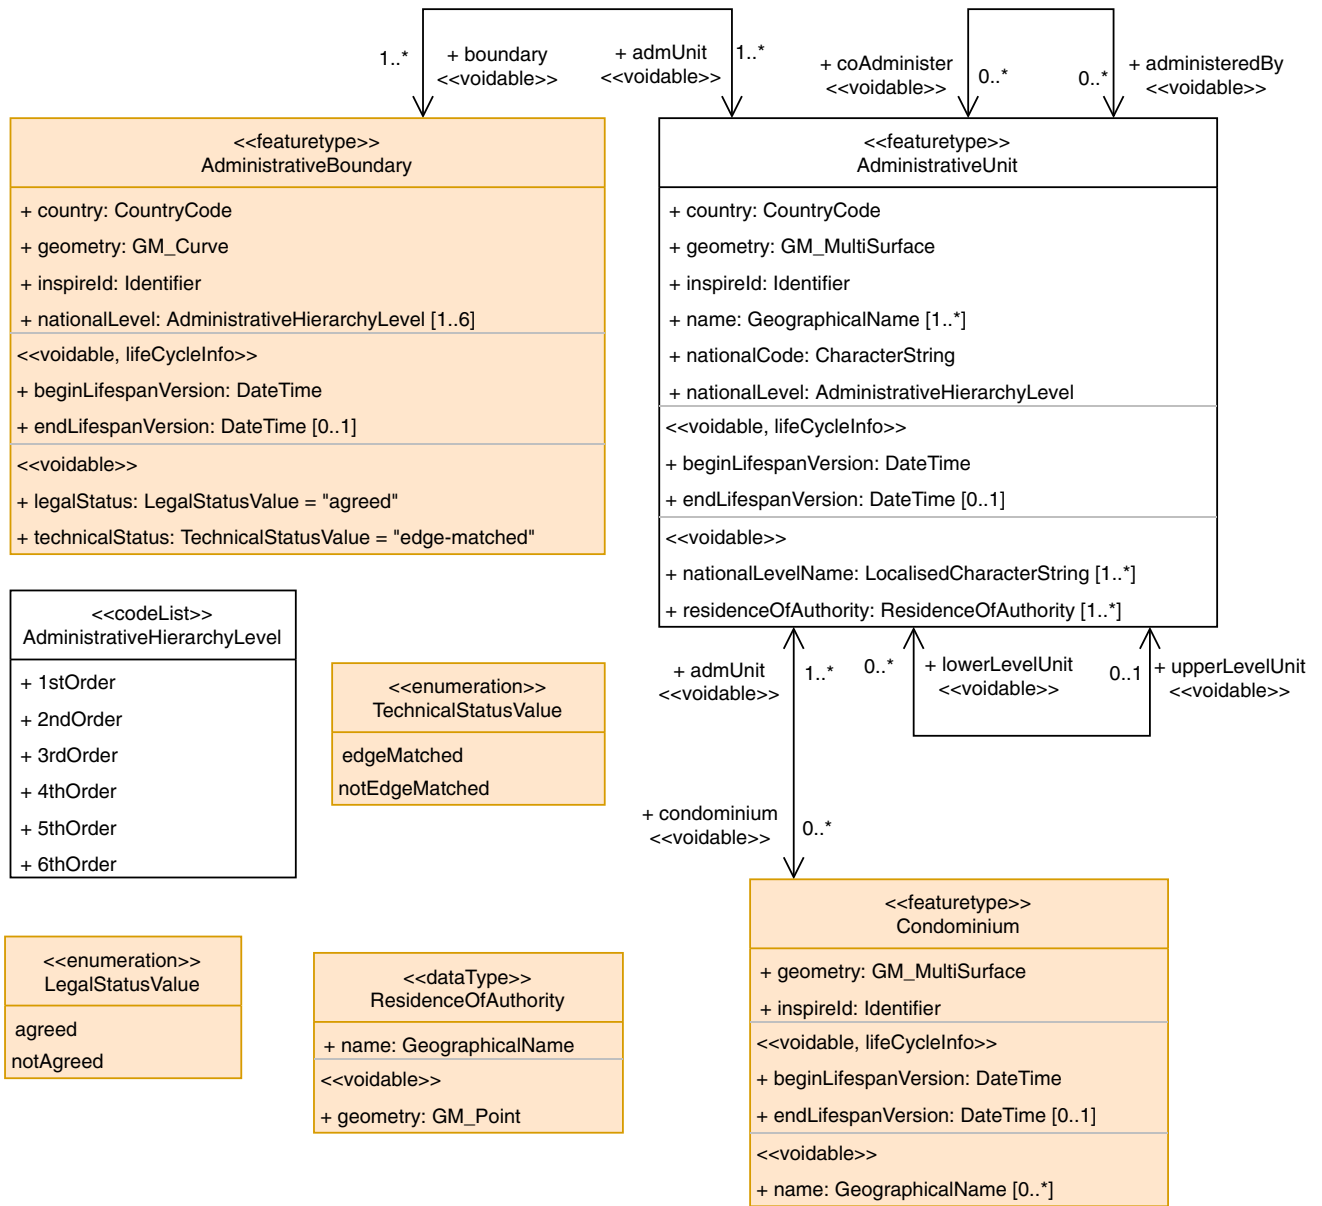 1..*
+ boundary
<<voidable>>
+ admUnit
<<voidable>>
1..*
+ coAdminister
<<voidable>>
0..*
0..*
+ administeredBy
<<voidable>>
<<featuretype>>
AdministrativeBoundary
+ country: CountryCode
+ geometry: GM_Curve
+ inspireId: Identifier
+ nationalLevel: AdministrativeHierarchyLevel [1..6]
<<voidable, lifeCycleInfo>>
+ beginLifespanVersion: DateTime
+ endLifespanVersion: DateTime [0..1]
<<voidable>>
+ legalStatus: LegalStatusValue = "agreed"
+ technicalStatus: TechnicalStatusValue = "edge-matched"
<<featuretype>>
AdministrativeUnit
+ country: CountryCode
+ geometry: GM_MultiSurface
+ inspireId: Identifier
+ name: GeographicalName [1..*]
+ nationalCode: CharacterString
+ nationalLevel: AdministrativeHierarchyLevel
<<voidable, lifeCycleInfo>>
+ beginLifespanVersion: DateTime
+ endLifespanVersion: DateTime [0..1]
<<voidable>>
+ nationalLevelName: LocalisedCharacterString [1..*]
+ residenceOfAuthority: ResidenceOfAuthority [1..*]
<<codeList>>
AdministrativeHierarchyLevel
+ 1stOrder
+ 2ndOrder
+ 3rdOrder
+ 4thOrder
+ 5thOrder
+ 6thOrder
<<enumeration>>
TechnicalStatusValue
edgeMatched
notEdgeMatched
+ admUnit
<<voidable>>
1..*
0..*
+ lowerLevelUnit
<<voidable>>
0..1
+ upperLevelUnit
<<voidable>>
+ condominium
<<voidable>>
0..*
<<enumeration>>
LegalStatusValue
agreed
notAgreed
<<dataType>>
ResidenceOfAuthority
+ name: GeographicalName
<<voidable>>
+ geometry: GM_Point
<<featuretype>>
Condominium
+ geometry: GM_MultiSurface
+ inspireId: Identifier
<<voidable, lifeCycleInfo>>
+ beginLifespanVersion: DateTime
+ endLifespanVersion: DateTime [0..1]
<<voidable>>
+ name: GeographicalName [0..*]